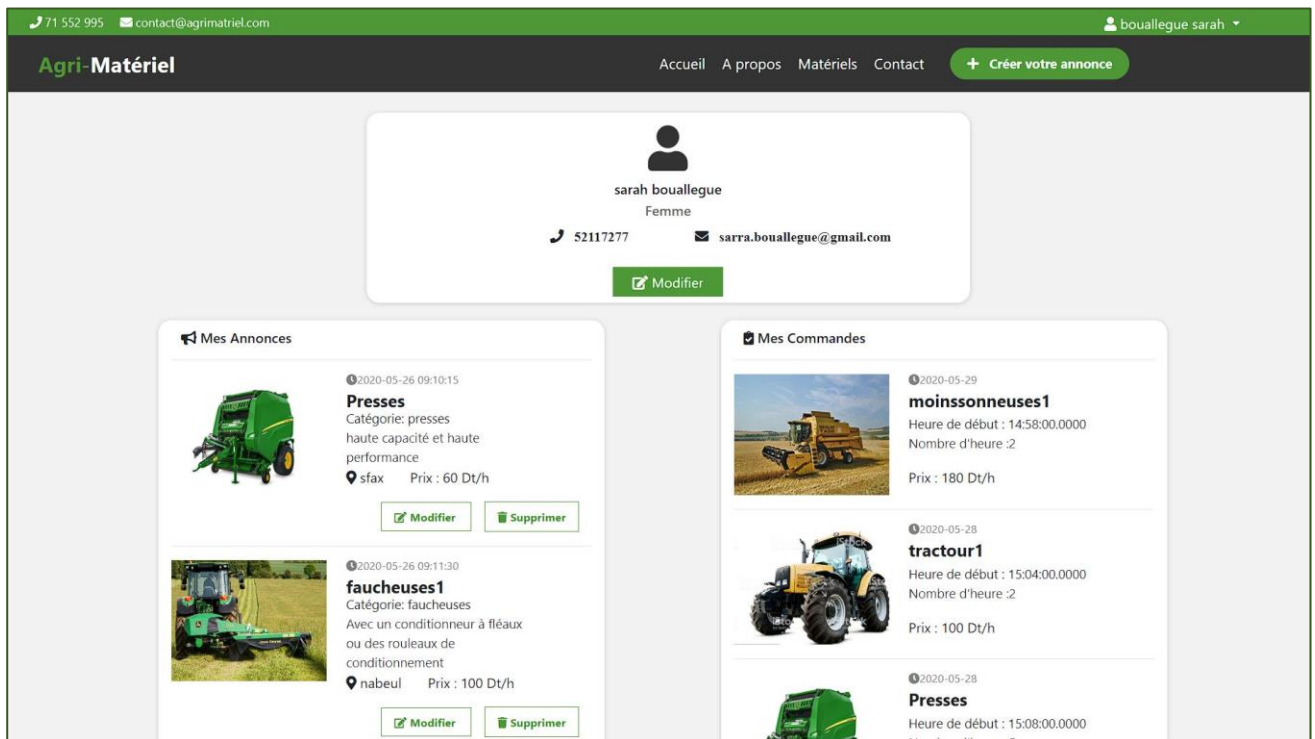 71 552 995 contact@agrimatriel.com bouallegue sarah
Agri-Matériel Accueil A propos Matériels Contact + Créer votre annonce
sarah bouallegue
Femme
52117277 sarra.bouallegue@gmail.com
Modifier
Mes Annonces
2020-05-26 09:10:15
Presses
Catégorie: presses
haute capacité et haute
performance
sfax Prix : 60 Dt/h
Modifier Supprimer
2020-05-26 09:11:30
faucheuses1
Catégorie: faucheuses
Avec un conditionneur à fléaux
ou des rouleaux de
conditionnement
nabeul Prix : 100 Dt/h
Modifier Supprimer
Mes Commandes
2020-05-29
moinssonneuses1
Heure de début : 14:58:00.0000
Nombre d'heure :2
Prix : 180 Dt/h
2020-05-28
tractour1
Heure de début : 15:04:00.0000
Nombre d'heure :2
Prix : 100 Dt/h
iStock
2020-05-28
Presses
Heure de début : 15:08:00.0000